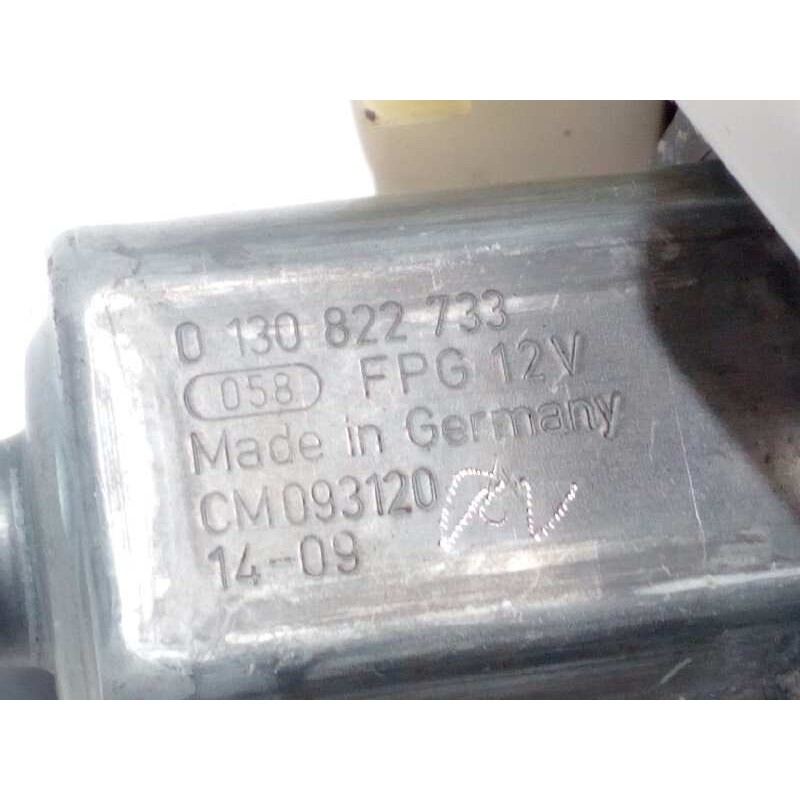 0 130 822 733
058 FPG 12V
Made in Germany
CM093120
14-09